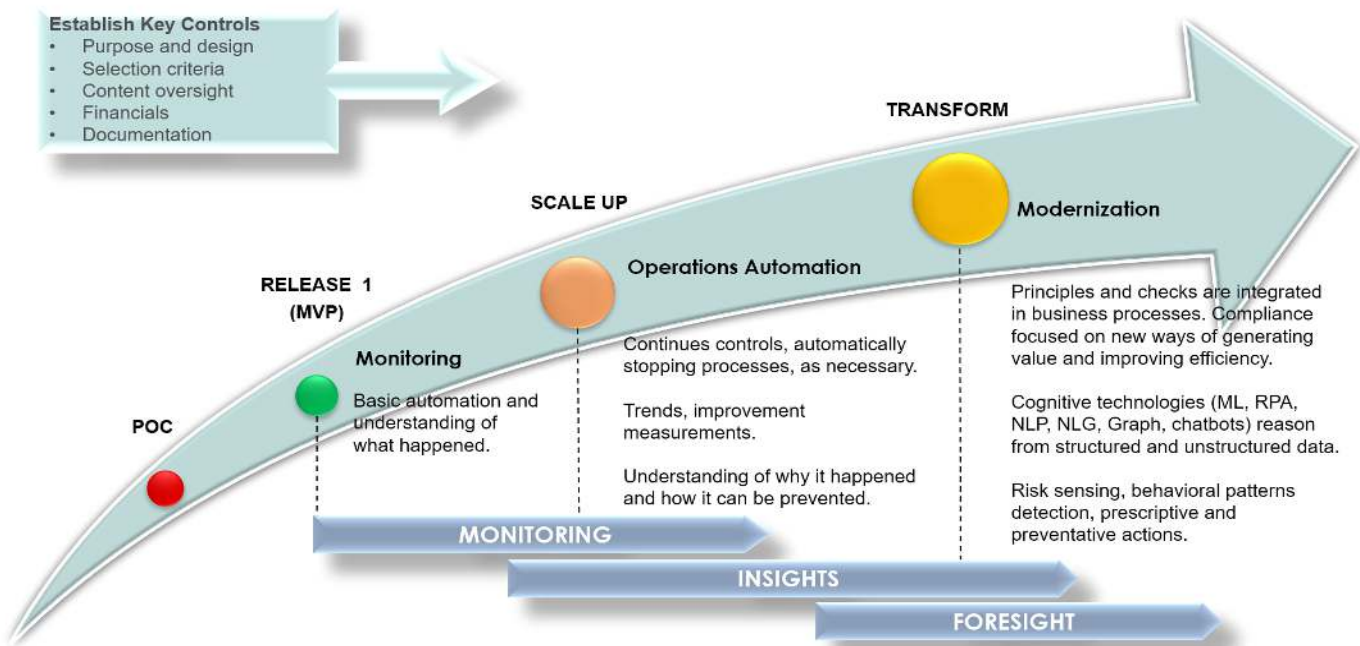 Establish Key Controls
• Purpose and design
• Selection criteria
• Content oversight
• Financials
• Documentation
POC
RELEASE 1
(MVP)
Monitoring
Basic automation and
understanding of
what happened.
SCALE UP
Operations Automation
Continues controls, automatically
stopping processes, as necessary.
Trends, improvement
measurements.
Understanding of why it happened
and how it can be prevented.
TRANSFORM
Modernization
Principles and checks are integrated
in business processes. Compliance
focused on new ways of generating
value and improving efficiency.
Cognitive technologies (ML, RPA,
NLP, NLG, Graph, chatbots) reason
from structured and unstructured data.
Risk sensing, behavioral patterns
detection, prescriptive and
preventative actions.
MONITORING
INSIGHTS
FORESIGHT